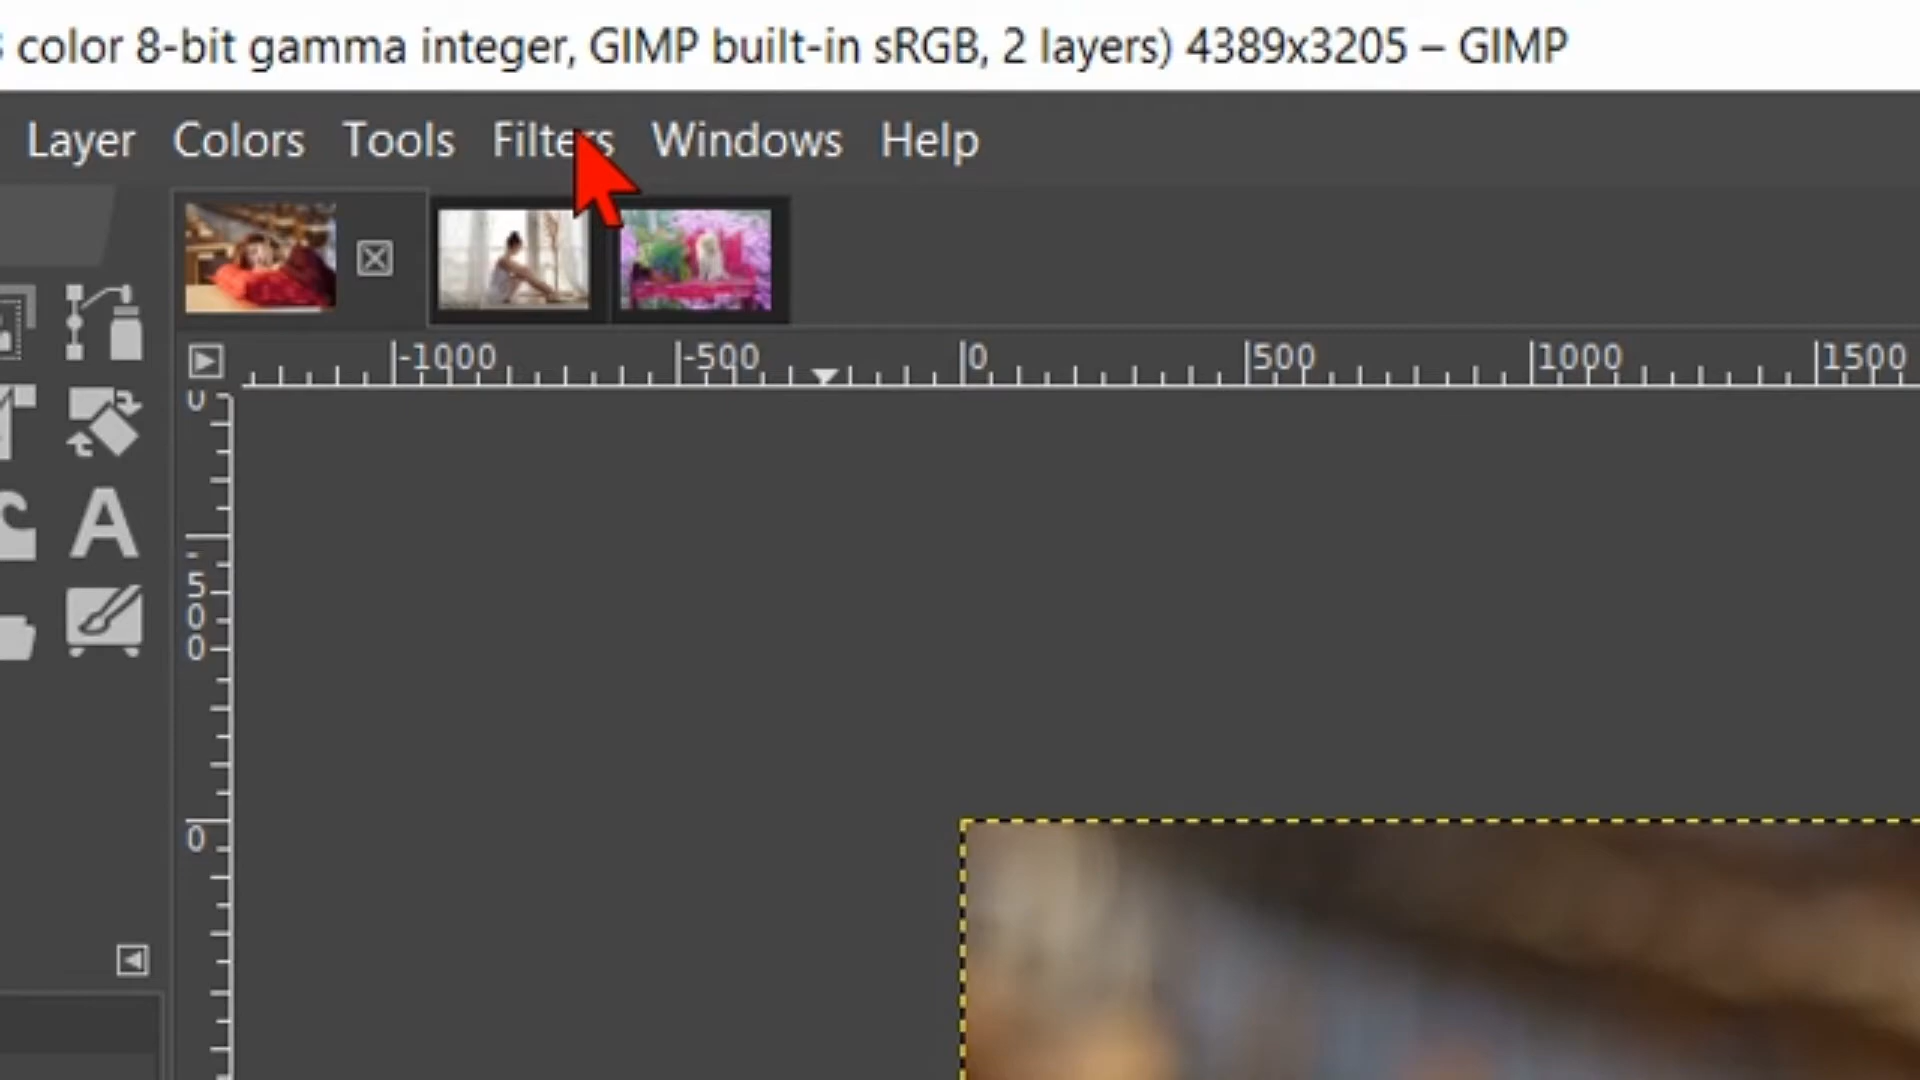 color 8-bit gamma integer, GIMP built-in sRGB, 2 layers) 4389x3205 – GIMP
Layer Colors Tools Filters Windows Help
-1000 -500 0 500 1000 1500
0
-500
0
A